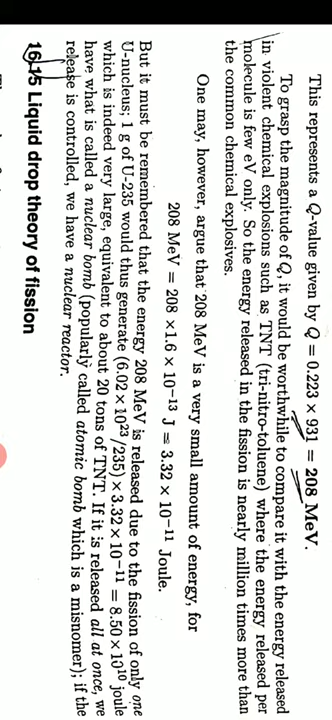 This represents a Q-value given by Q = 0.223 × 931 = 208 MeV.
To grasp the magnitude of Q, it would be worthwhile to compare it with the energy released
in violent chemical explosions such as TNT (tri-nitro-toluene) where the energy released per
molecule is few eV only. So the energy released in the fission is nearly million times more than
the common chemical explosives.
One may, however, argue that 208 MeV is a very small amount of energy, for
208 MeV = 208 × 1.6 × 10⁻¹³ J = 3.32 × 10⁻¹¹ Joule.
But it must be remembered that the energy 208 MeV is released due to the fission of only one
U-nucleus; 1 g of U-235 would thus generate (6.02 × 10²³/235) × 3.32 × 10⁻¹¹ = 8.50 × 10¹⁰ joule
which is indeed very large, equivalent to about 20 tons of TNT. If it is released all at once, we
have what is called a nuclear bomb (popularly called atomic bomb which is a misnomer); if the
release is controlled, we have a nuclear reactor.
16.15 Liquid drop theory of fission